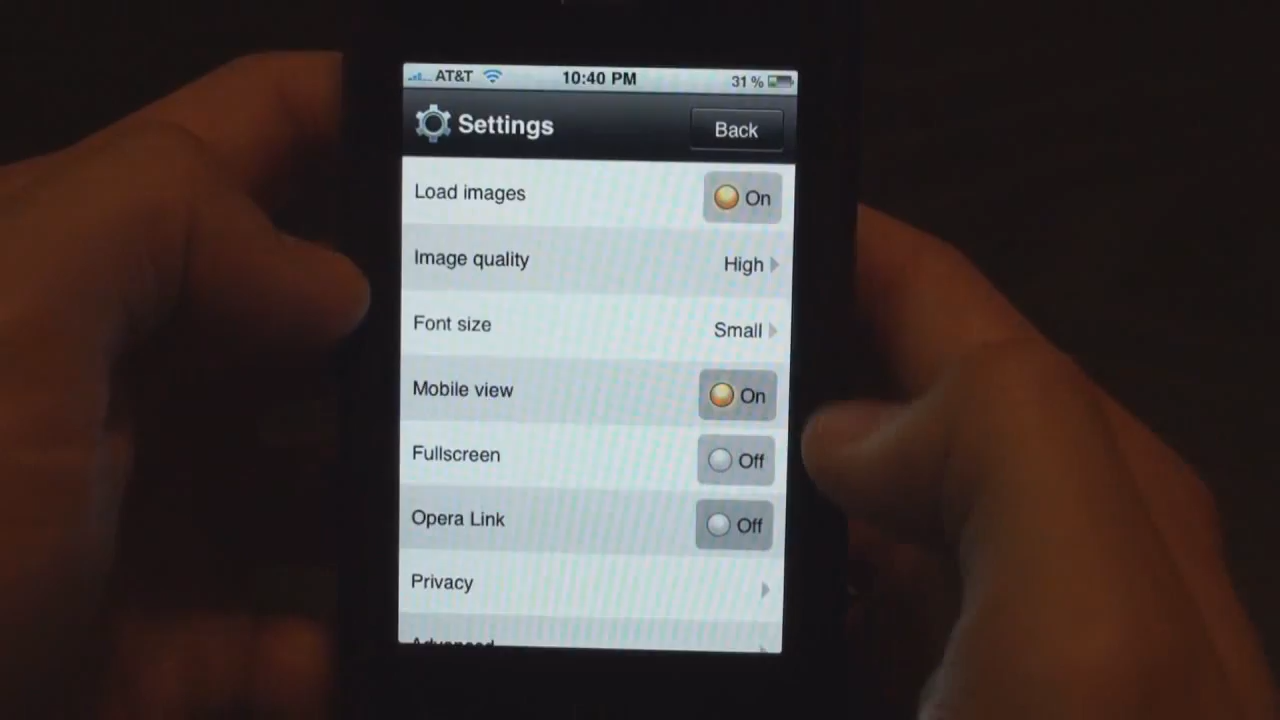 AT&T 10:40 PM 31 %
Settings Back
Load images On
Image quality High
Font size Small
Mobile view On
Fullscreen Off
Opera Link Off
Privacy
Advanced